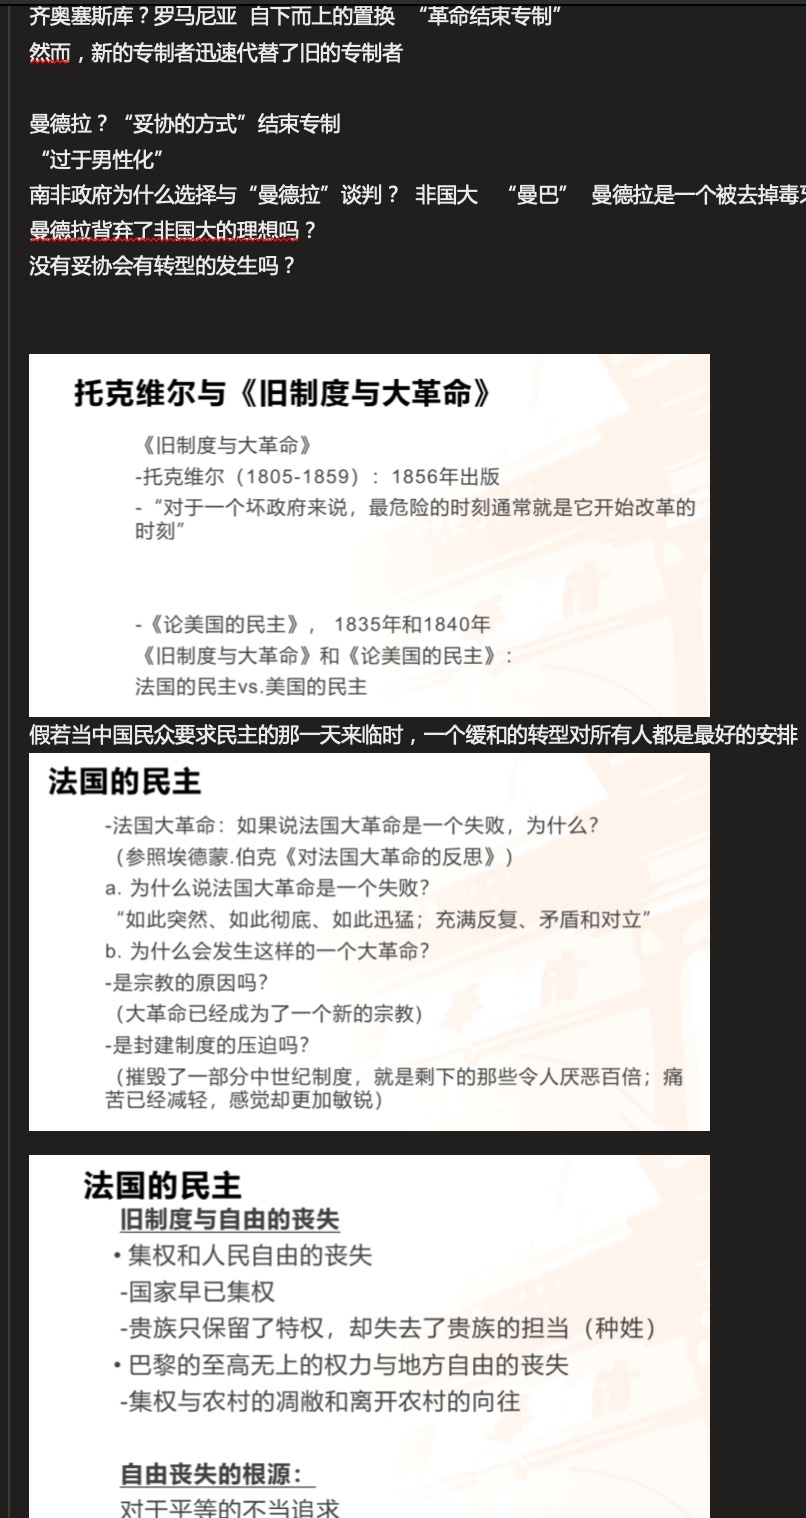 齐奥塞斯库？罗马尼亚 自下而上的置换 “革命结束专制”
然而，新的专制者迅速代替了旧的专制者
曼德拉？“妥协的方式”结束专制
“过于男性化”
南非政府为什么选择与“曼德拉”谈判？ 非国大 “曼巴” 曼德拉是一个被去掉毒牙
曼德拉背弃了非国大的理想吗？
没有妥协会有转型的发生吗？
托克维尔与《旧制度与大革命》
《旧制度与大革命》
-托克维尔（1805-1859）：1856年出版
-“对于一个坏政府来说，最危险的时刻通常就是它开始改革的
时刻”
-《论美国的民主》， 1835年和1840年
《旧制度与大革命》和《论美国的民主》：
法国的民主vs.美国的民主
假若当中国民众要求民主的那一天来临时，一个缓和的转型对所有人都是最好的安排
法国的民主
-法国大革命：如果说法国大革命是一个失败，为什么？
（参照埃德蒙.伯克《对法国大革命的反思》）
a. 为什么说法国大革命是一个失败？
“如此突然、如此彻底、如此迅猛；充满反复、矛盾和对立”
b. 为什么会发生这样的一个大革命？
-是宗教的原因吗？
（大革命已经成为了一个新的宗教）
-是封建制度的压迫吗？
（摧毁了一部分中世纪制度，就是剩下的那些令人厌恶百倍；痛
苦已经减轻，感觉却更加敏锐）
法国的民主
旧制度与自由的丧失
• 集权和人民自由的丧失
-国家早已集权
-贵族只保留了特权，却失去了贵族的担当（种姓）
• 巴黎的至高无上的权力与地方自由的丧失
-集权与农村的凋敝和离开农村的向往
自由丧失的根源：
对于平等的不当追求